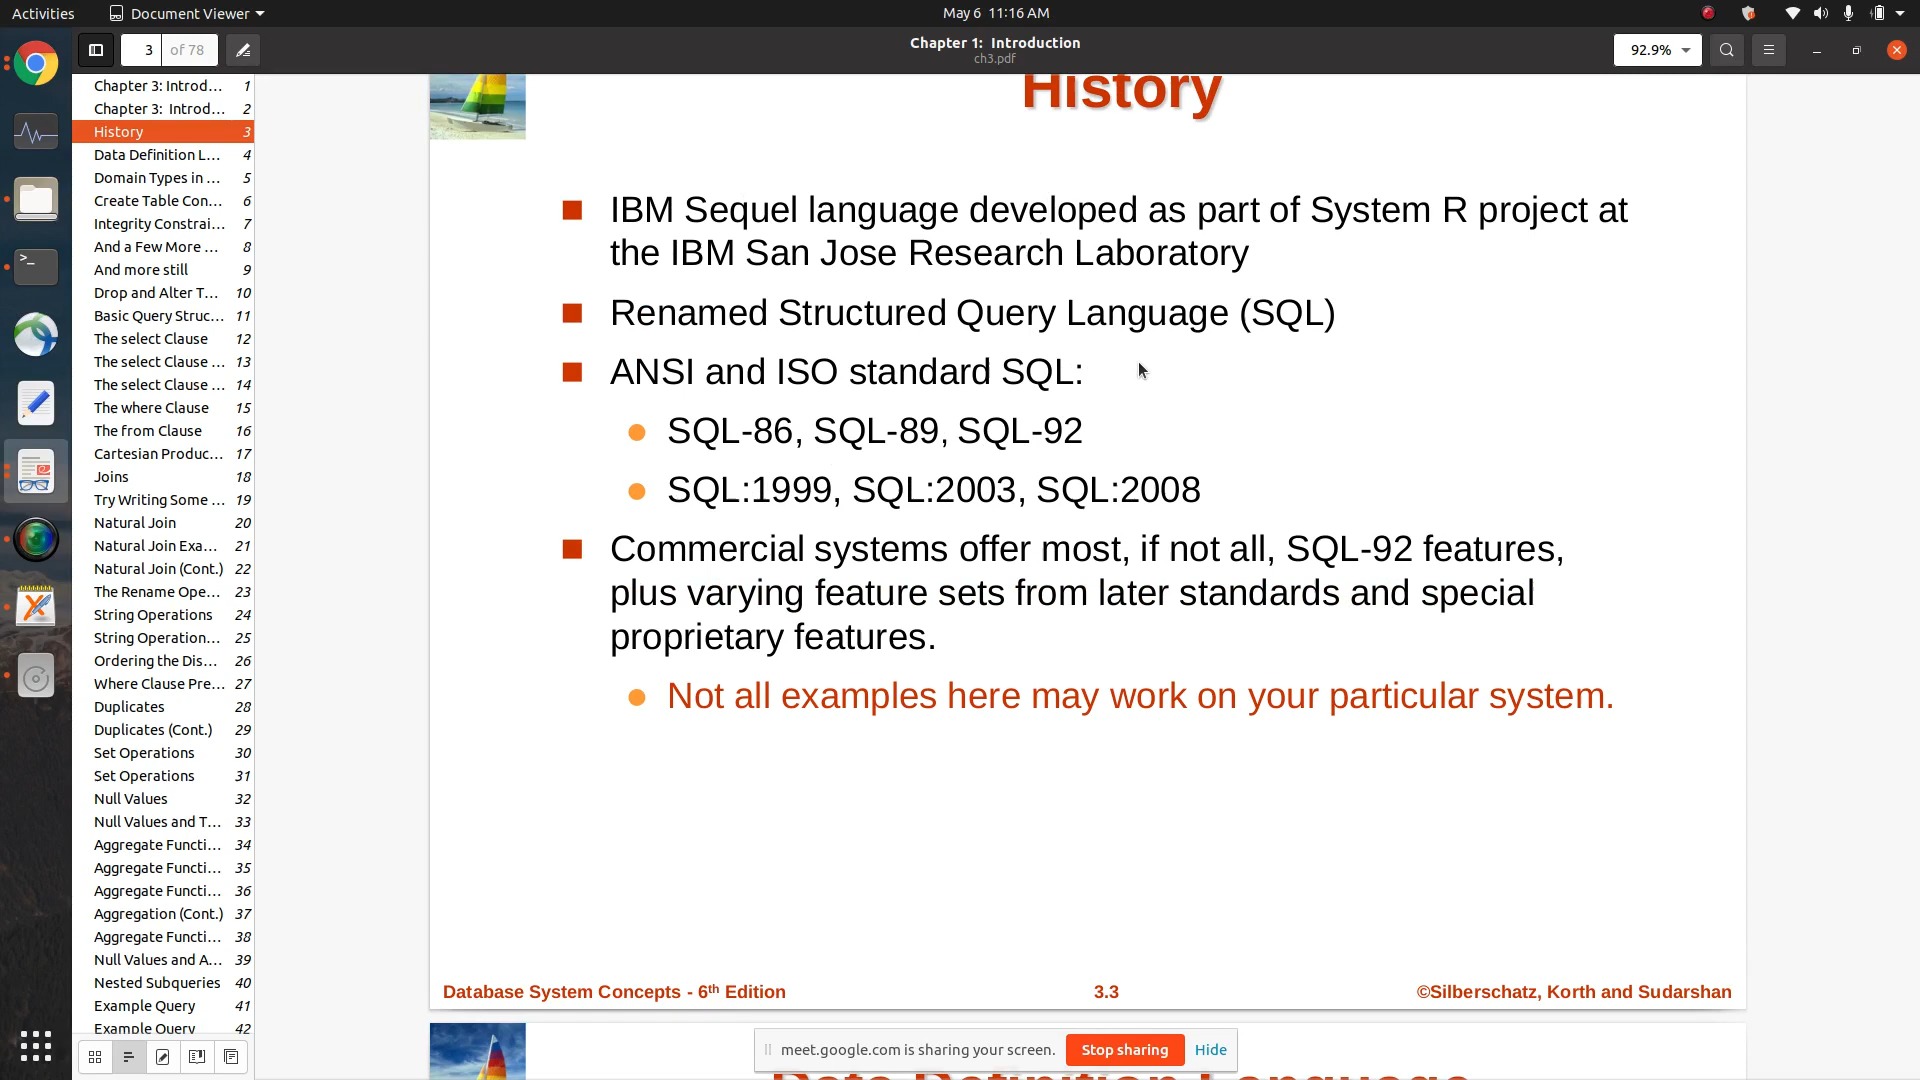 Activities
Document Viewer
May 6 11:16 AM
3
of 78
Chapter 1: Introduction
ch3.pdf
92.9%
Chapter 3: Introd... 1
Chapter 3: Introd... 2
History 3
Data Definition L... 4
Domain Types in ... 5
Create Table Con... 6
Integrity Constrai... 7
And a Few More ... 8
And more still 9
Drop and Alter T... 10
Basic Query Struc... 11
The select Clause 12
The select Clause ... 13
The select Clause ... 14
The where Clause 15
The from Clause 16
Cartesian Produc... 17
Joins 18
Try Writing Some ... 19
Natural Join 20
Natural Join Exa... 21
Natural Join (Cont.) 22
The Rename Ope... 23
String Operations 24
String Operation... 25
Ordering the Dis... 26
Where Clause Pre... 27
Duplicates 28
Duplicates (Cont.) 29
Set Operations 30
Set Operations 31
Null Values 32
Null Values and T... 33
Aggregate Functi... 34
Aggregate Functi... 35
Aggregate Functi... 36
Aggregation (Cont.) 37
Aggregate Functi... 38
Null Values and A... 39
Nested Subqueries 40
Example Query 41
Example Query 42
History
IBM Sequel language developed as part of System R project at
the IBM San Jose Research Laboratory
Renamed Structured Query Language (SQL)
ANSI and ISO standard SQL:
SQL-86, SQL-89, SQL-92
SQL:1999, SQL:2003, SQL:2008
Commercial systems offer most, if not all, SQL-92 features,
plus varying feature sets from later standards and special
proprietary features.
Not all examples here may work on your particular system.
Database System Concepts - 6th Edition
3.3
©Silberschatz, Korth and Sudarshan
meet.google.com is sharing your screen.
Stop sharing
Hide
Data Definition Language